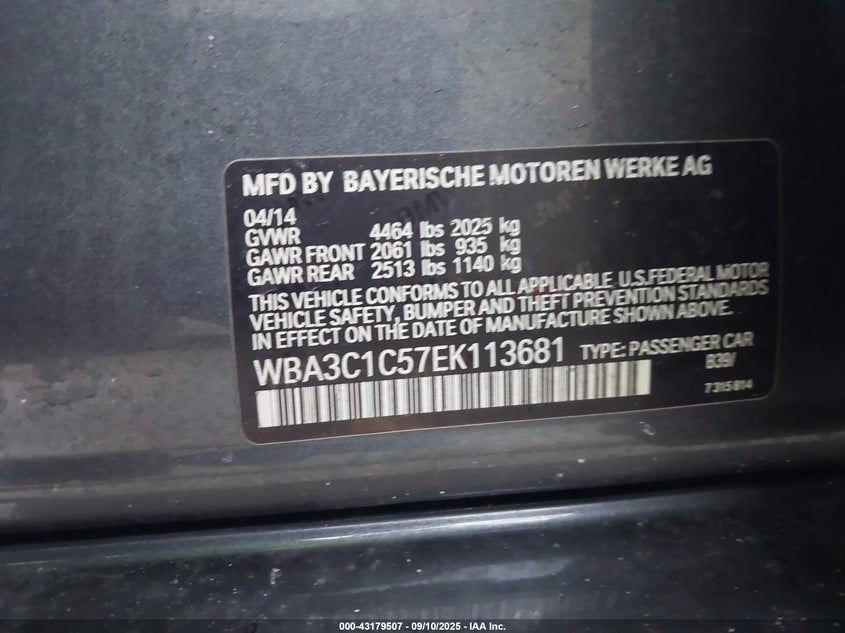 MFD BY BAYERISCHE MOTOREN WERKE AG
04/14
GVWR 4464 lbs 2025 kg
GAWR FRONT 2061 lbs 935 kg
GAWR REAR 2513 lbs 1140 kg
THIS VEHICLE CONFORMS TO ALL APPLICABLE U.S.FEDERAL MOTOR
VEHICLE SAFETY, BUMPER AND THEFT PREVENTION STANDARDS
IN EFFECT ON THE DATE OF MANUFACTURE SHOWN ABOVE.
WBA3C1C57EK113681 TYPE: PASSENGER CAR
B39/
7 315 814
000-43179507 - 09/10/2025 - IAA Inc.